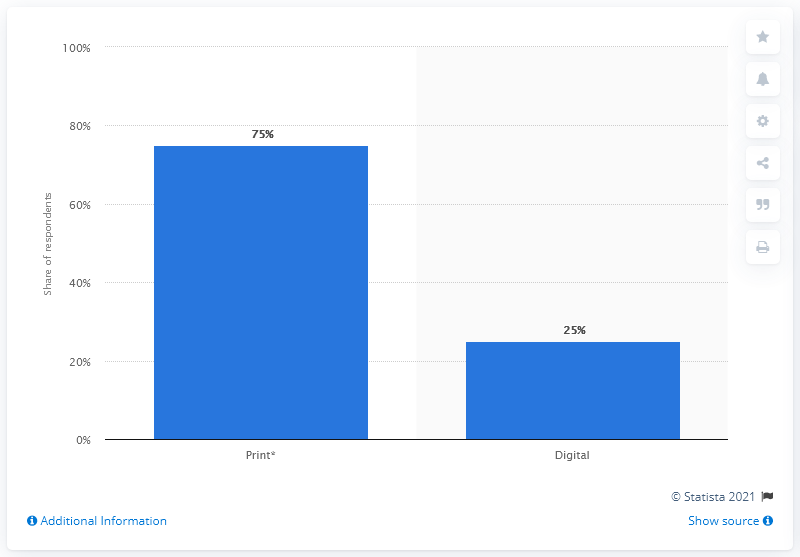 100%
80%
60%
40%
20%
0%
Share of respondents
75%
25%
Print*
Digital
© Statista 2021
Additional Information
Show source